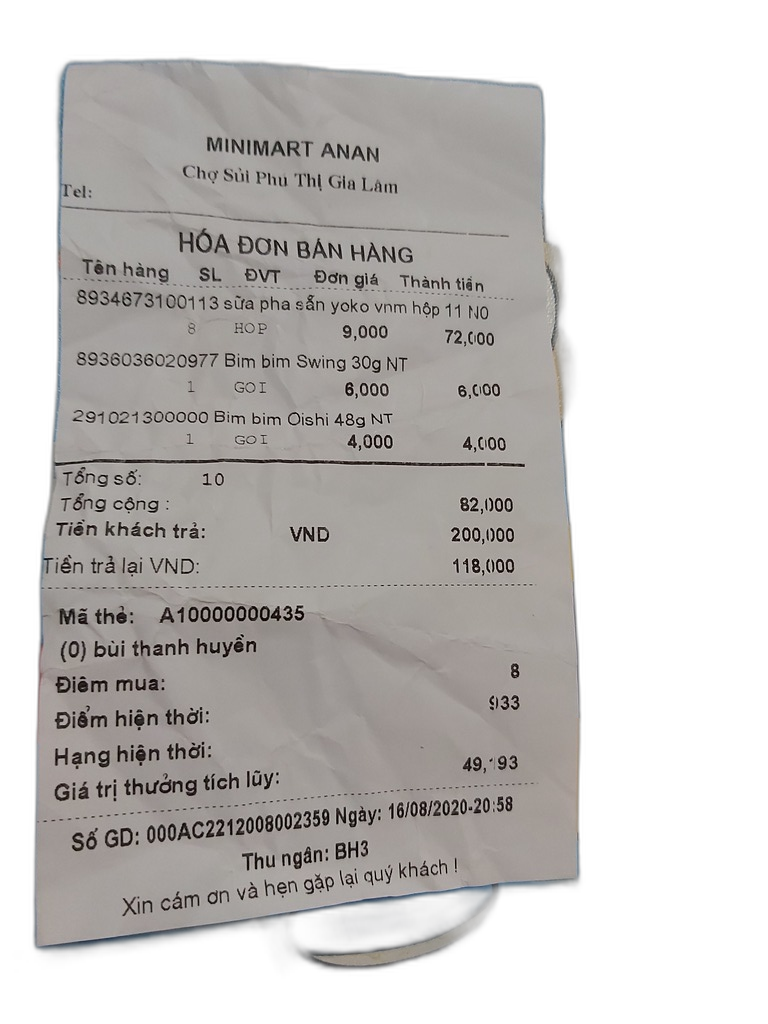 MINIMART ANAN
Chợ Sủi Phu Thị Gia Lâm
Tel:
HÓA ĐƠN BÁN HÀNG
Tên hàng SL ĐVT Đơn giá Thành tiền
8934673100113 sữa pha sẵn yoko vnm hộp 11 N0
8 HOP 9,000 72,000
8936036020977 Bim bim Swing 30g NT
1 GOI 6,000 6,000
291021300000 Bim bim Oishi 48g NT
1 GOI 4,000 4,000
Tổng số: 10
Tổng cộng : 82,000
Tiền khách trả: VND 200,000
Tiền trả lại VND: 118,000
Mã thẻ: A10000000435
(0) bùi thanh huyền
Điêm mua: 8
Điểm hiện thời: 933
Hạng hiện thời:
Giá trị thưởng tích lũy:
Số GD: 000AC2212008002359 Ngày: 16/08/2020-20:58
Thu ngân: BH3
Xin cám ơn và hẹn gặp lại quý khách !